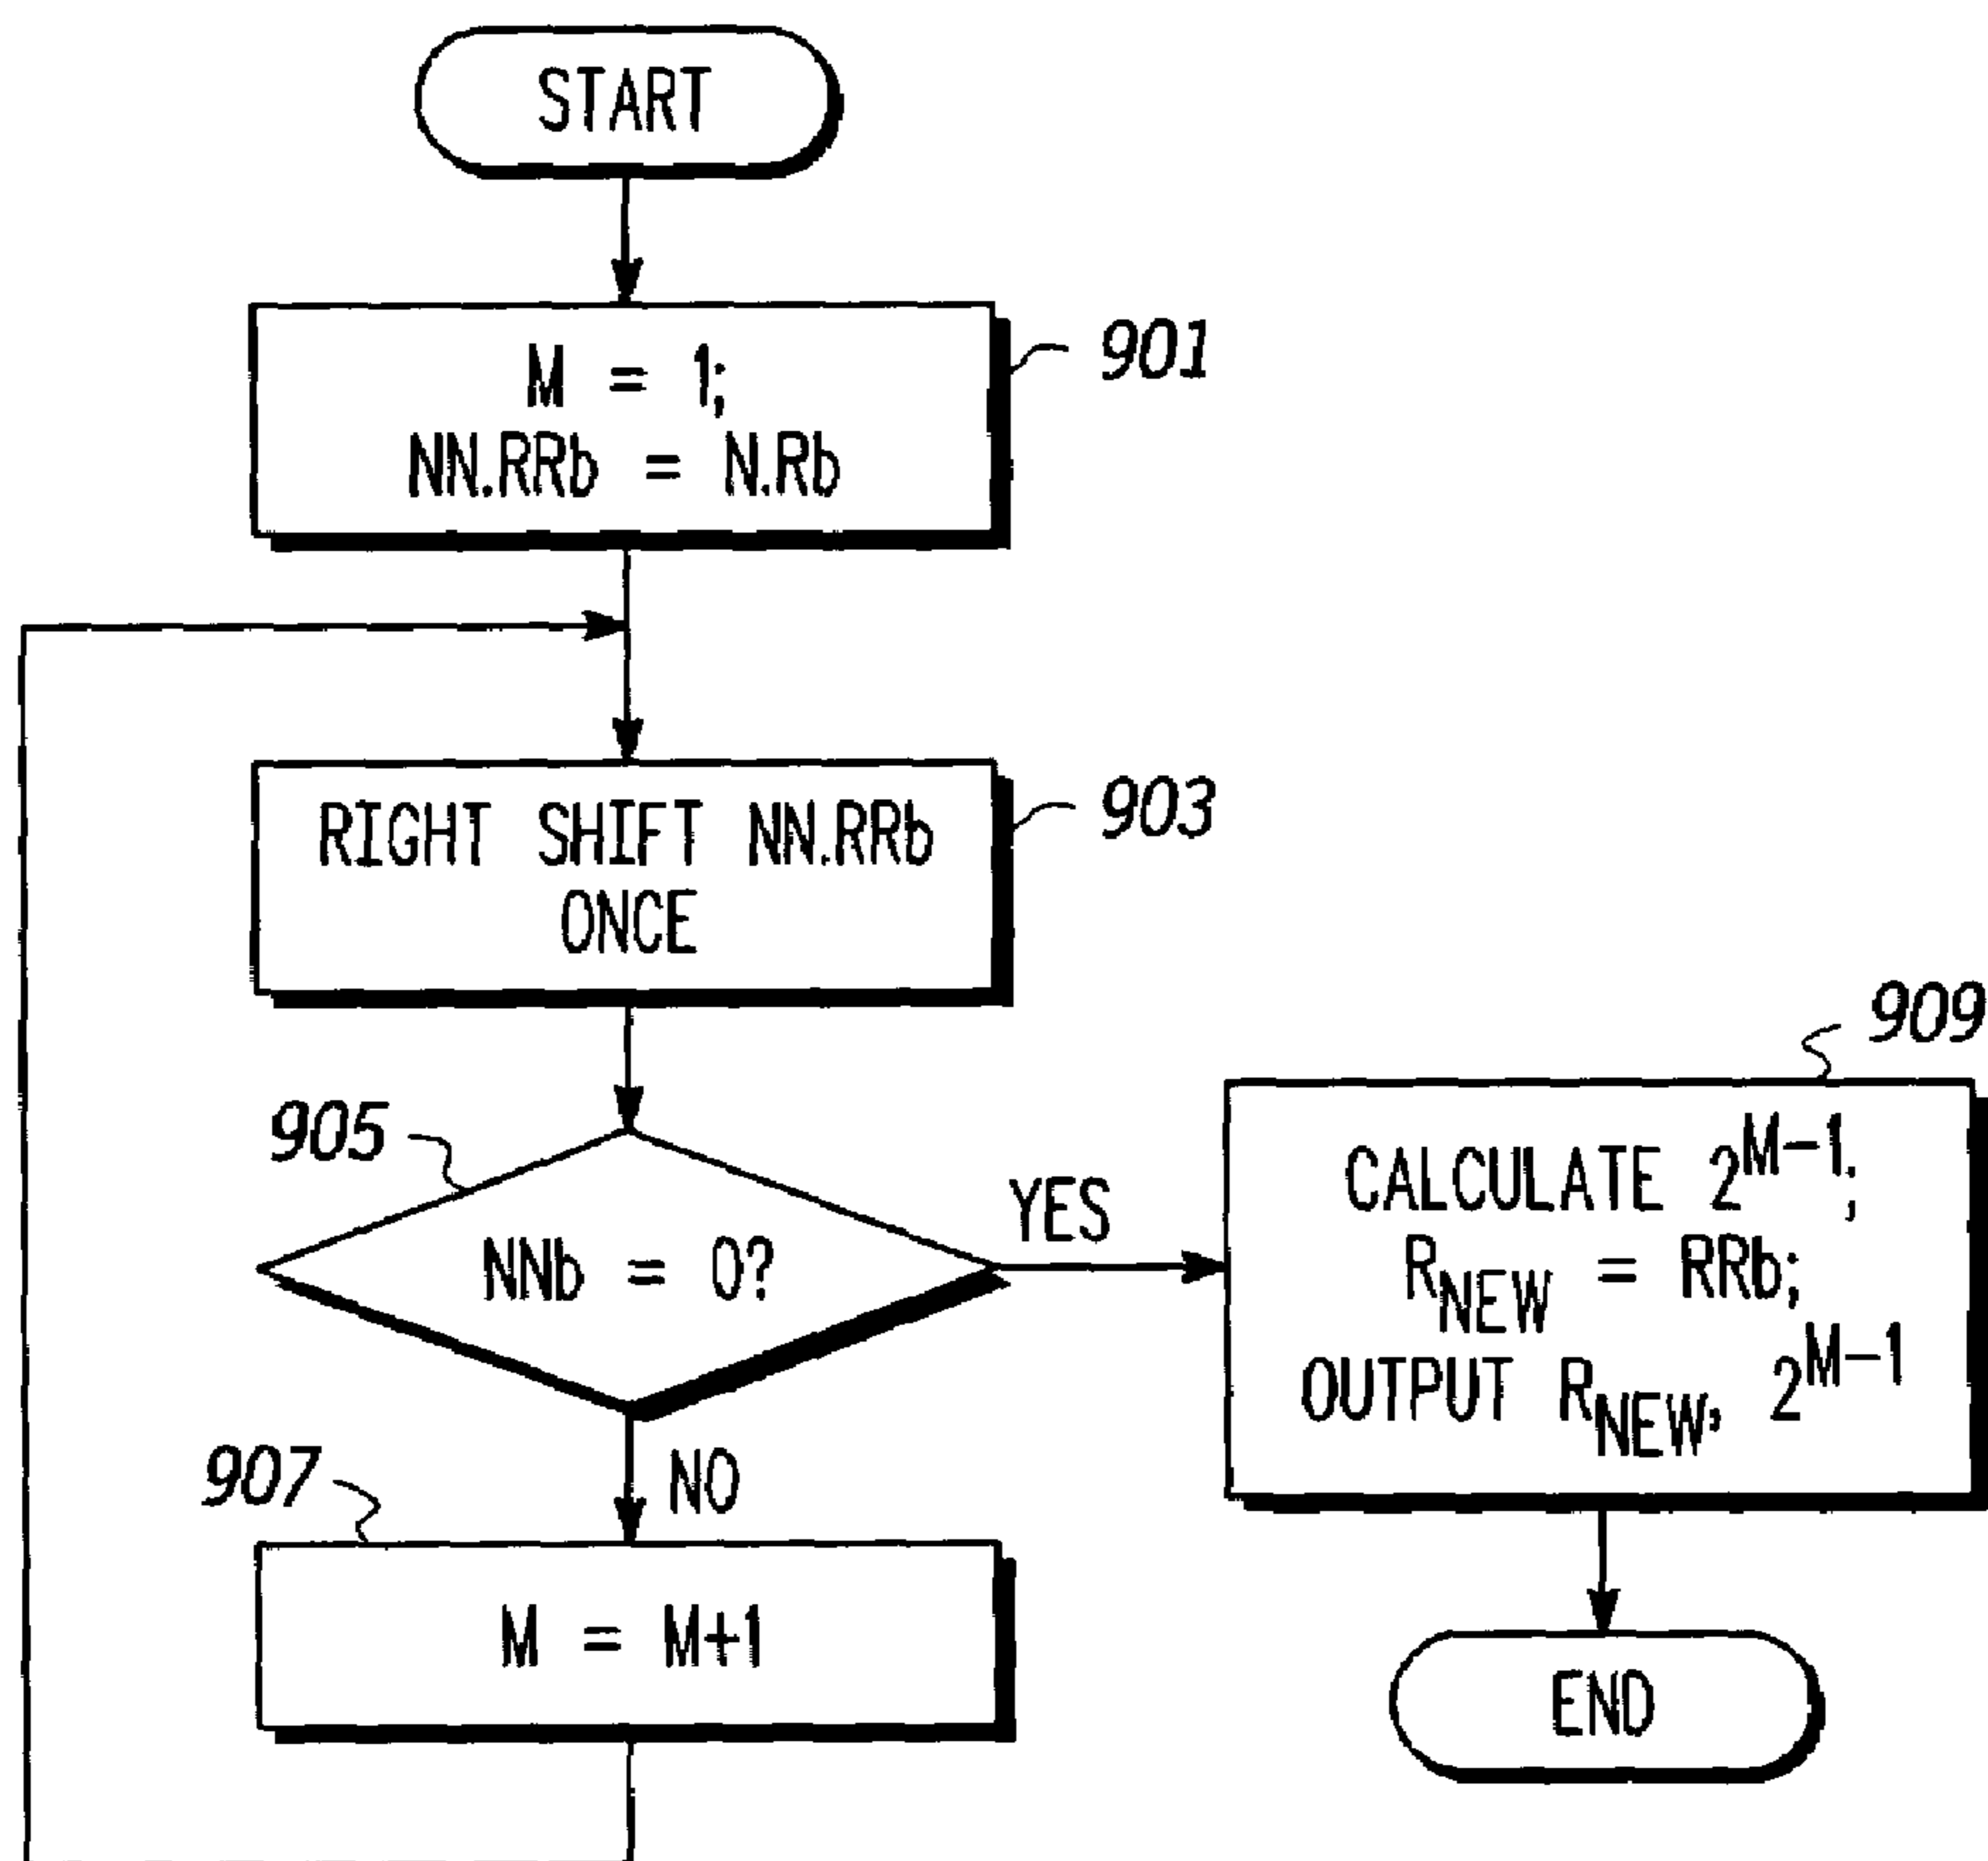 START
M = 1;
NN.RRb = N.Rb
901
RIGHT SHIFT NN.RRb
ONCE
903
905
NNb = 0?
YES
NO
907
M = M+1
909
CALCULATE 2^M-1;
R_NEW = RRb;
OUTPUT R_NEW, 2^M-1
END